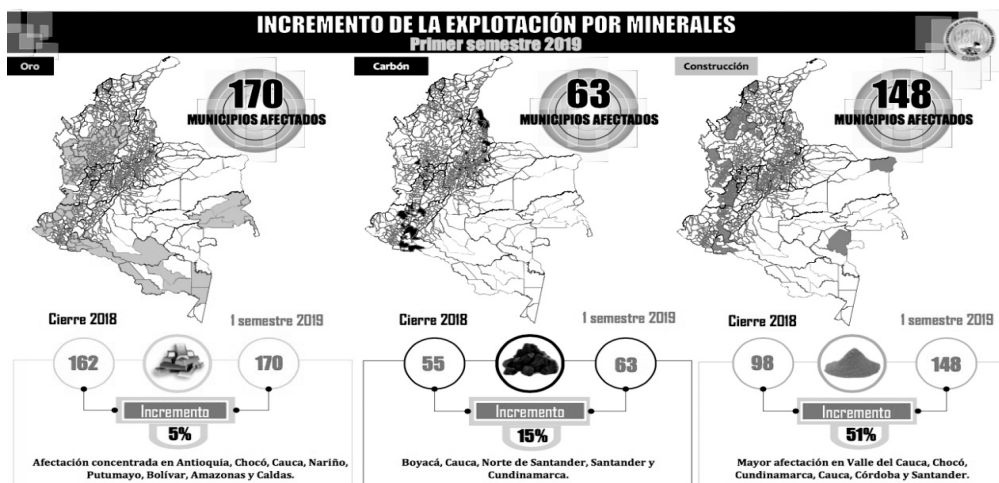 INCREMENTO DE LA EXPLOTACIÓN POR MINERALES
Primer semestre 2019
Oro
170
MUNICIPIOS AFECTADOS
Cierre 2018
1 semestre 2019
162
170
Incremento
5%
Afectación concentrada en Antioquia, Chocó, Cauca, Nariño,
Putumayo, Bolívar, Amazonas y Caldas.
Carbón
63
MUNICIPIOS AFECTADOS
Cierre 2018
1 semestre 2019
55
63
Incremento
15%
Boyacá, Cauca, Norte de Santander, Santander y
Cundinamarca.
Construcción
148
MUNICIPIOS AFECTADOS
Cierre 2018
1 semestre 2019
98
148
Incremento
51%
Mayor afectación en Valle del Cauca, Chocó,
Cundinamarca, Cauca, Córdoba y Santander.